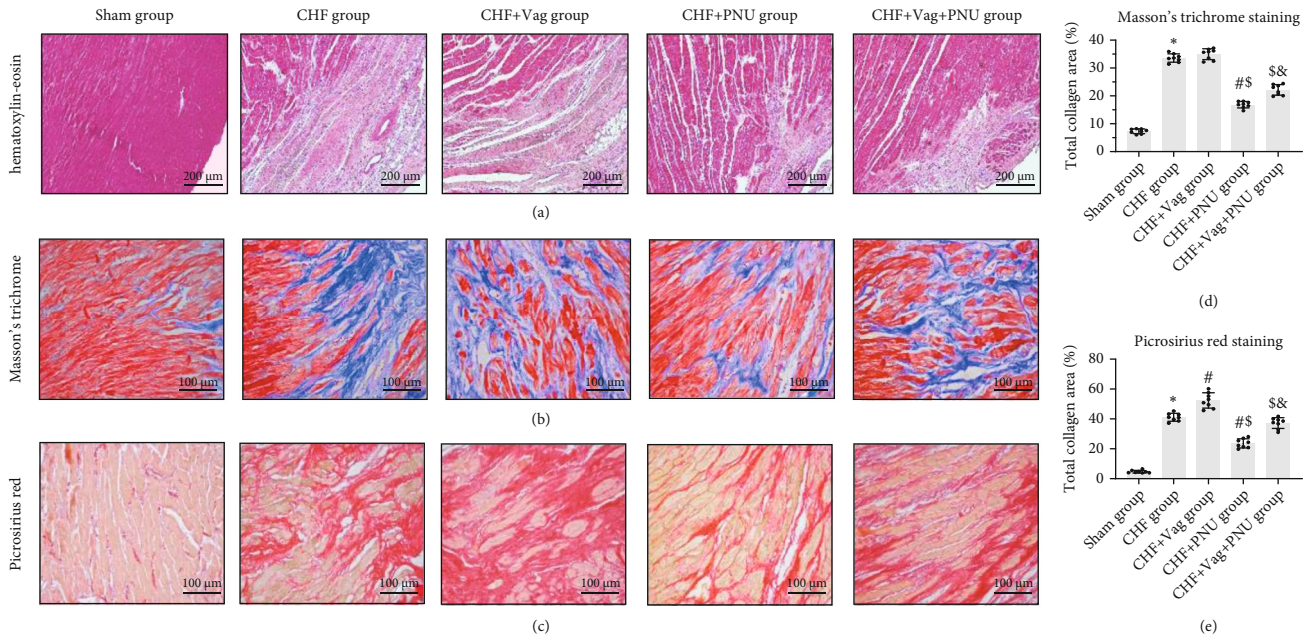 Sham group
CHF group
CHF+Vag group
CHF+PNU group
CHF+Vag+PNU group
hematoxylin-eosin
200 μm
200 μm
200 μm
200 μm
200 μm
(a)
Masson's trichrome
100 μm
100 μm
100 μm
100 μm
100 μm
(b)
Picrosirius red
100 μm
100 μm
100 μm
100 μm
100 μm
(c)
Masson's trichrome staining
Total collagen area (%)
40
30
20
10
0
*
#$
$&
Sham group
CHF group
CHF+Vag group
CHF+PNU group
CHF+Vag+PNU group
(d)
Picrosirius red staining
Total collagen area (%)
80
60
40
20
0
*
#
#$
$&
Sham group
CHF group
CHF+Vag group
CHF+PNU group
CHF+Vag+PNU group
(e)